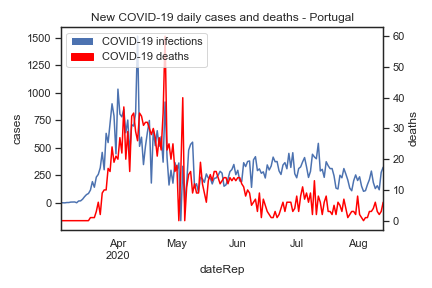 New COVID-19 daily cases and deaths - Portugal
COVID-19 infections
COVID-19 deaths
cases
1500
1250
1000
750
500
250
0
deaths
60
50
40
30
20
10
0
Apr
2020
May
Jun
Jul
Aug
dateRep